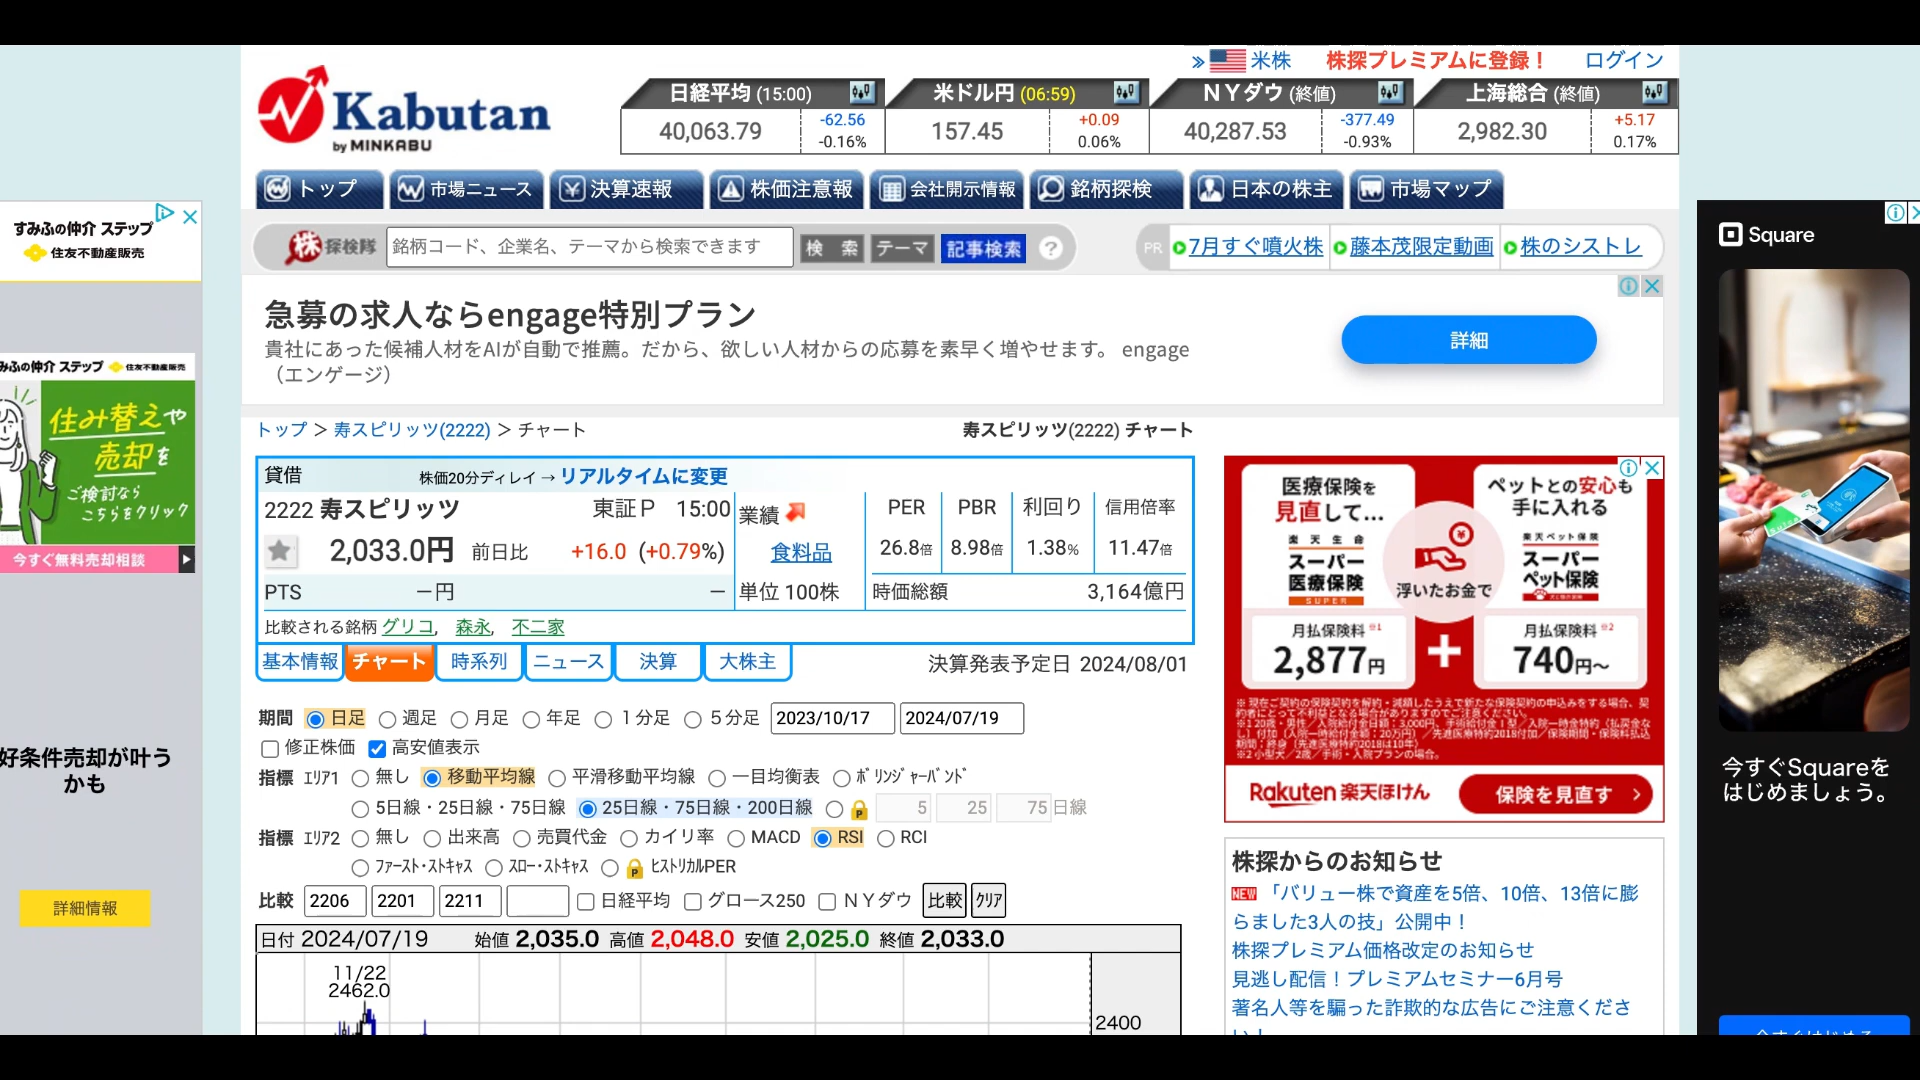 米株 株探プレミアムに登録！ ログイン
Kabutan
by MINKABU
日経平均 (15:00)
40,063.79 -62.56 -0.16%
米ドル円 (06:59)
157.45 +0.09 0.06%
NYダウ (終値)
40,287.53 -377.49 -0.93%
上海総合 (終値)
2,982.30 +5.17 0.17%
トップ 市場ニュース 決算速報 株価注意報 会社開示情報 銘柄探検 日本の株主 市場マップ
株探検隊 銘柄コード、企業名、テーマから検索できます 検 索 テーマ 記事検索 ?
PR 7月すぐ噴火株 藤本茂限定動画 株のシストレ
急募の求人ならengage特別プラン
貴社にあった候補人材をAIが自動で推薦。だから、欲しい人材からの応募を素早く増やせます。 engage
（エンゲージ）
詳細
すみふの仲介 ステップ
住友不動産販売
みふの仲介 ステップ 住友不動産販売
住み替えや
売却を
ご検討なら
こちらをクリック
今すぐ無料売却相談
好条件売却が叶う
かも
詳細情報
トップ > 寿スピリッツ(2222) > チャート
寿スピリッツ(2222) チャート
貸借 株価20分ディレイ → リアルタイムに変更
2222 寿スピリッツ 東証Ｐ 15:00
2,033.0円 前日比 +16.0 (+0.79%)
PTS －円 －
業績
食料品
単位 100株
PER PBR 利回り 信用倍率
26.8倍 8.98倍 1.38% 11.47倍
時価総額 3,164億円
比較される銘柄 グリコ, 森永, 不二家
基本情報 チャート 時系列 ニュース 決算 大株主
決算発表予定日 2024/08/01
期間 日足 週足 月足 年足 １分足 ５分足 2023/10/17 2024/07/19
修正株価 高安値表示
指標 エリア1 無し 移動平均線 平滑移動平均線 一目均衡表 ボリンジャーバンド
5日線・25日線・75日線 25日線・75日線・200日線 5 25 75 日線
指標 エリア2 無し 出来高 売買代金 カイリ率 MACD RSI RCI
ファースト・ストキャス スロー・ストキャス ヒストリカルPER
比較 2206 2201 2211 日経平均 グロース250 ＮＹダウ 比較 クリア
日付 2024/07/19 始値 2,035.0 高値 2,048.0 安値 2,025.0 終値 2,033.0
11/22
2462.0
2400
医療保険を
見直して…
楽天生命
スーパー
医療保険
SUPER
ペットとの安心も
手に入れる
楽天ペット保険
スーパー
ペット保険
浮いたお金で
月払保険料※1
2,877円
+
月払保険料※2
740円～
Rakuten 楽天ほけん
保険を見直す
株探からのお知らせ
NEW 「バリュー株で資産を5倍、10倍、13倍に膨
らました3人の技」公開中！
株探プレミアム価格改定のお知らせ
見逃し配信！プレミアムセミナー6月号
著名人等を騙った詐欺的な広告にご注意くださ
い！
Square
今すぐSquareを
はじめましょう。
今すぐはじめる